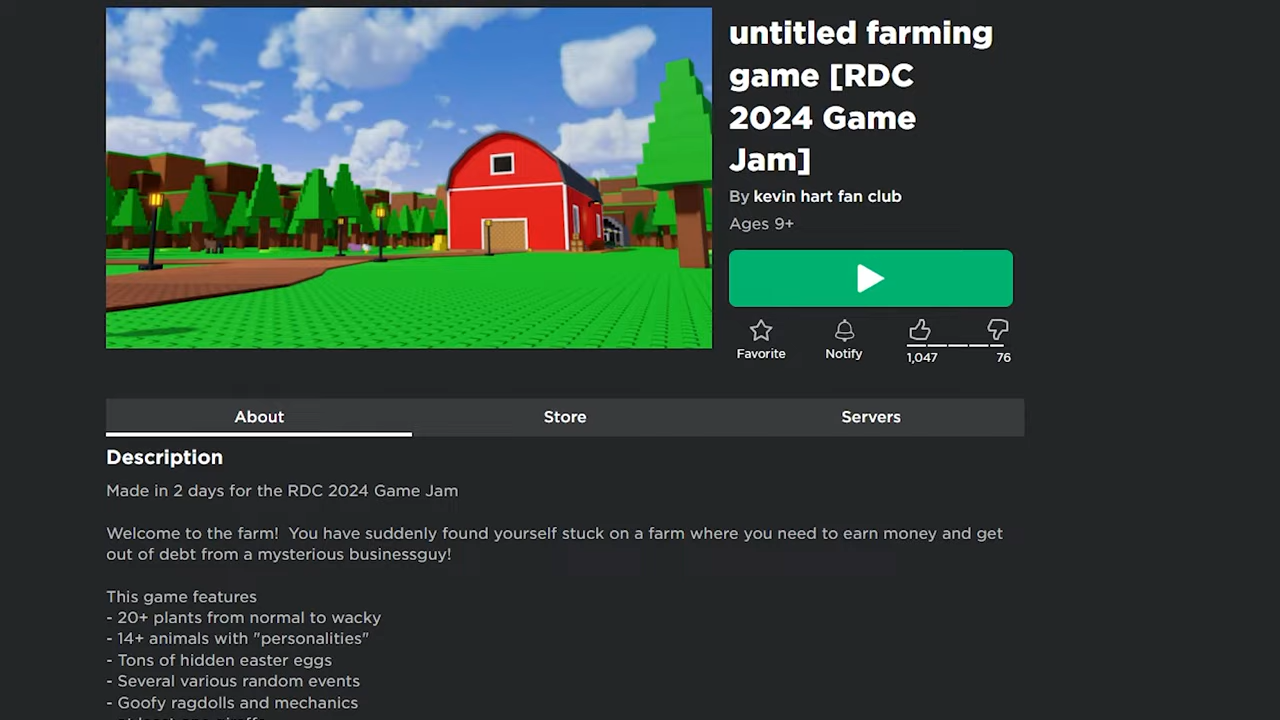 untitled farming
game [RDC
2024 Game
Jam]
By kevin hart fan club
Ages 9+
Favorite
Notify
1,047
76
About
Store
Servers
Description
Made in 2 days for the RDC 2024 Game Jam
Welcome to the farm!  You have suddenly found yourself stuck on a farm where you need to earn money and get
out of debt from a mysterious businessguy!
This game features
- 20+ plants from normal to wacky
- 14+ animals with "personalities"
- Tons of hidden easter eggs
- Several various random events
- Goofy ragdolls and mechanics